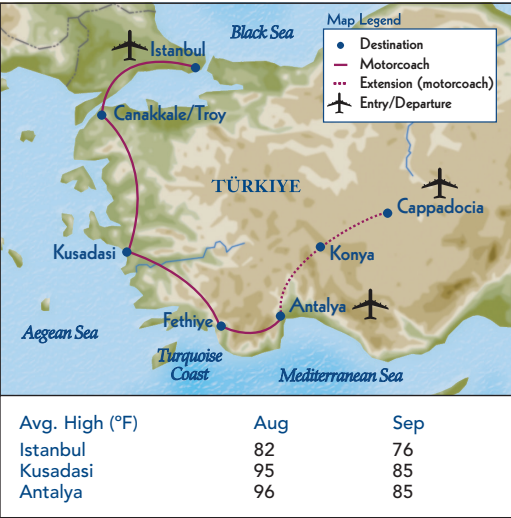 Map Legend
Destination
Motorcoach
Extension (motorcoach)
Entry/Departure
Black Sea
Istanbul
Canakkale/Troy
TÜRKIYE
Cappadocia
Kusadasi
Konya
Antalya
Fethiye
Aegean Sea
Turquoise
Coast
Mediterranean Sea
Avg. High (ºF) Aug Sep
Istanbul 82 76
Kusadasi 95 85
Antalya 96 85